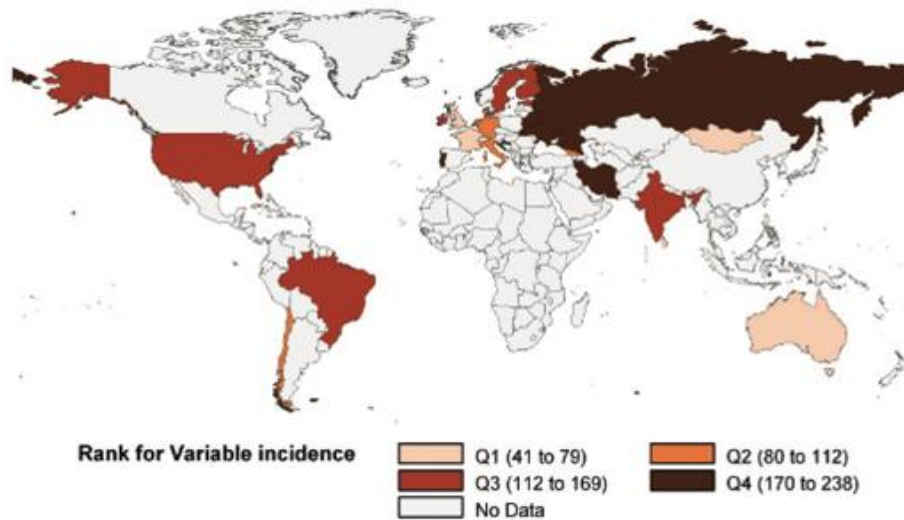 Rank for Variable incidence
Q1 (41 to 79)
Q2 (80 to 112)
Q3 (112 to 169)
Q4 (170 to 238)
No Data